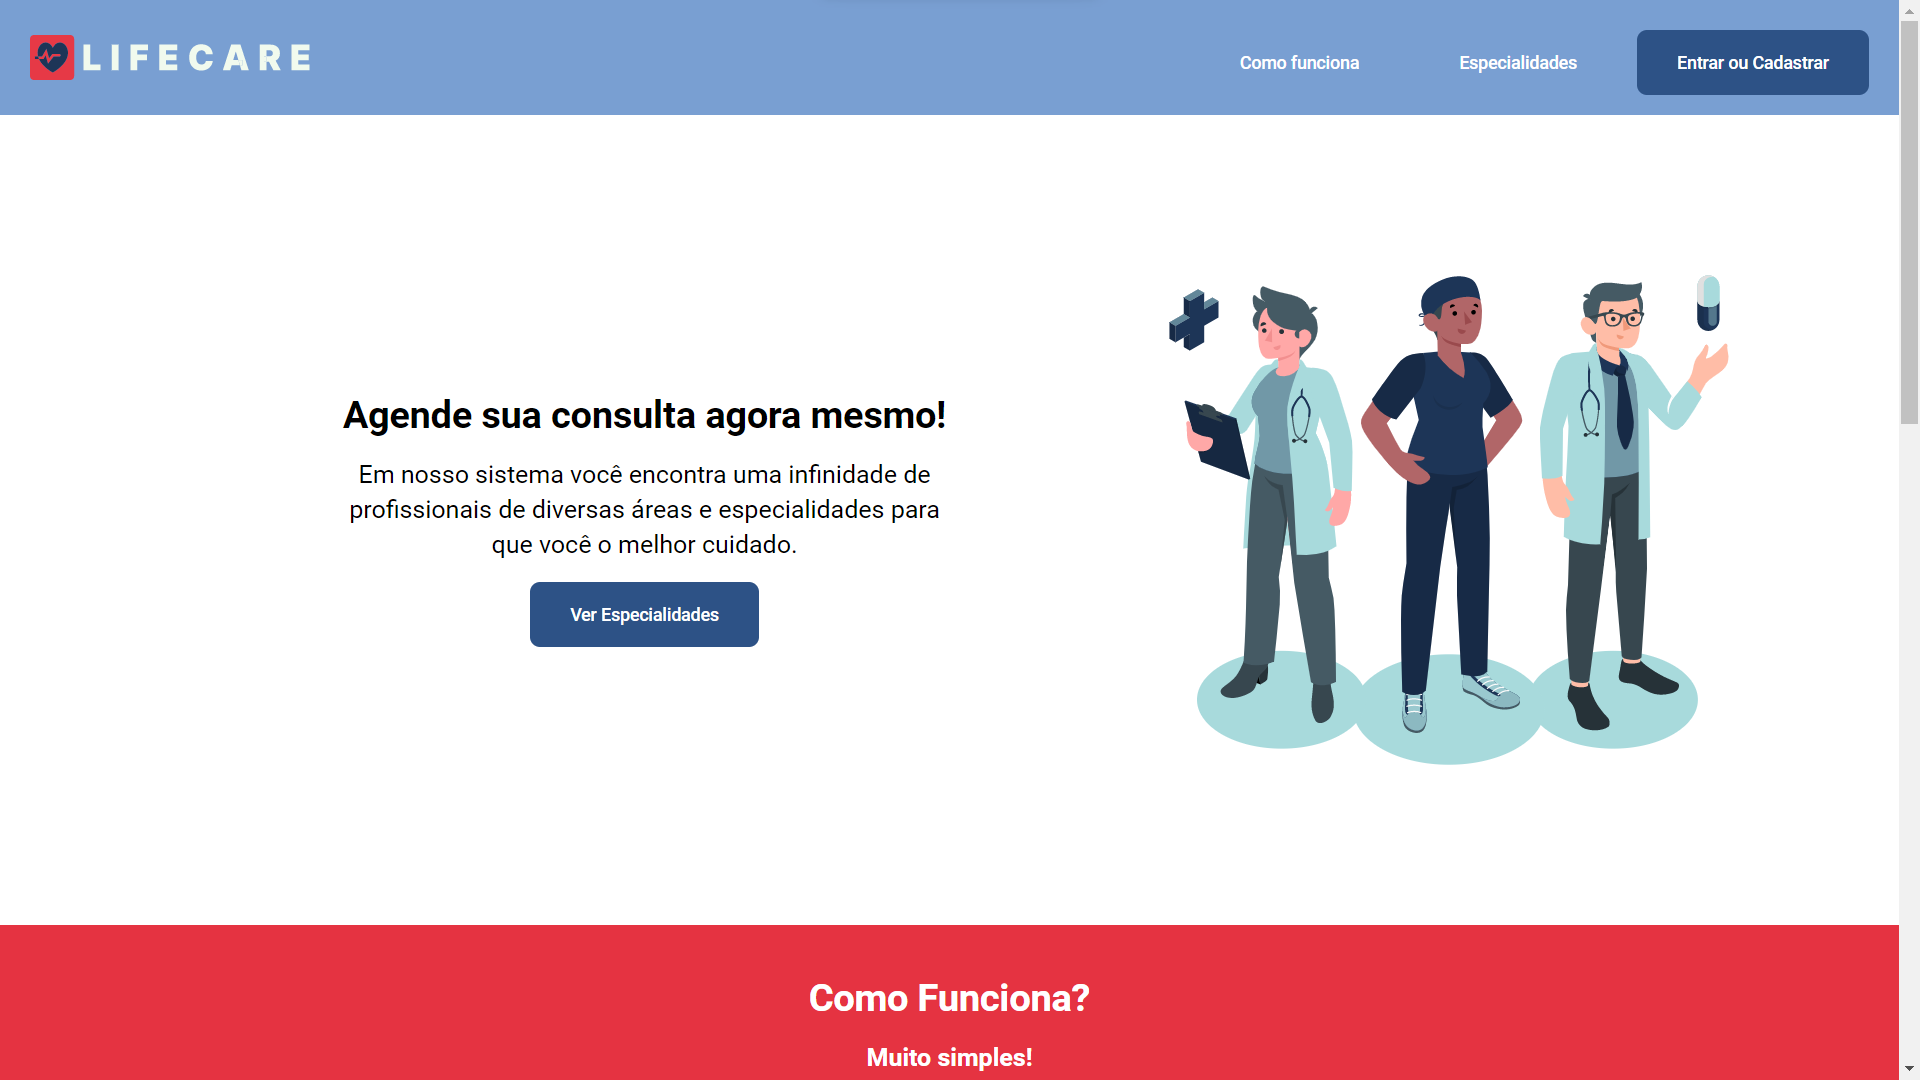 LIFECARE
Como funciona
Especialidades
Entrar ou Cadastrar
Agende sua consulta agora mesmo!
Em nosso sistema você encontra uma infinidade de
profissionais de diversas áreas e especialidades para
que você o melhor cuidado.
Ver Especialidades
Como Funciona?
Muito simples!